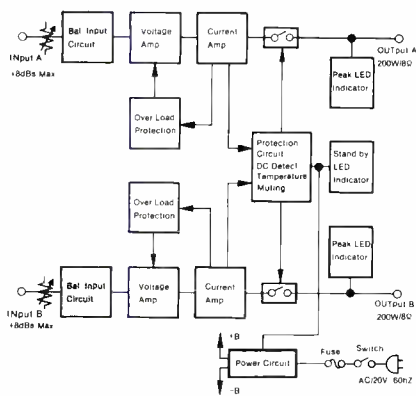 Bal Input
Circuit
Voltage
Amp
Current
Amp
INput A
+8dBs Max
OUTput A
200W/8Ω
Peak LED
Indicator
Over Load
Protection
Protection
Circuit
DC Detect
Temperature
Muting
Stand by
LED
Indicator
Over Load
Protection
Peak LED
Indicator
Bal Input
Circuit
Voltage
Amp
Current
Amp
INput B
+8dBs Max
OUTput B
200W/8Ω
+B
Power Circuit
-B
Fuse
Switch
AC/20V 60hZ